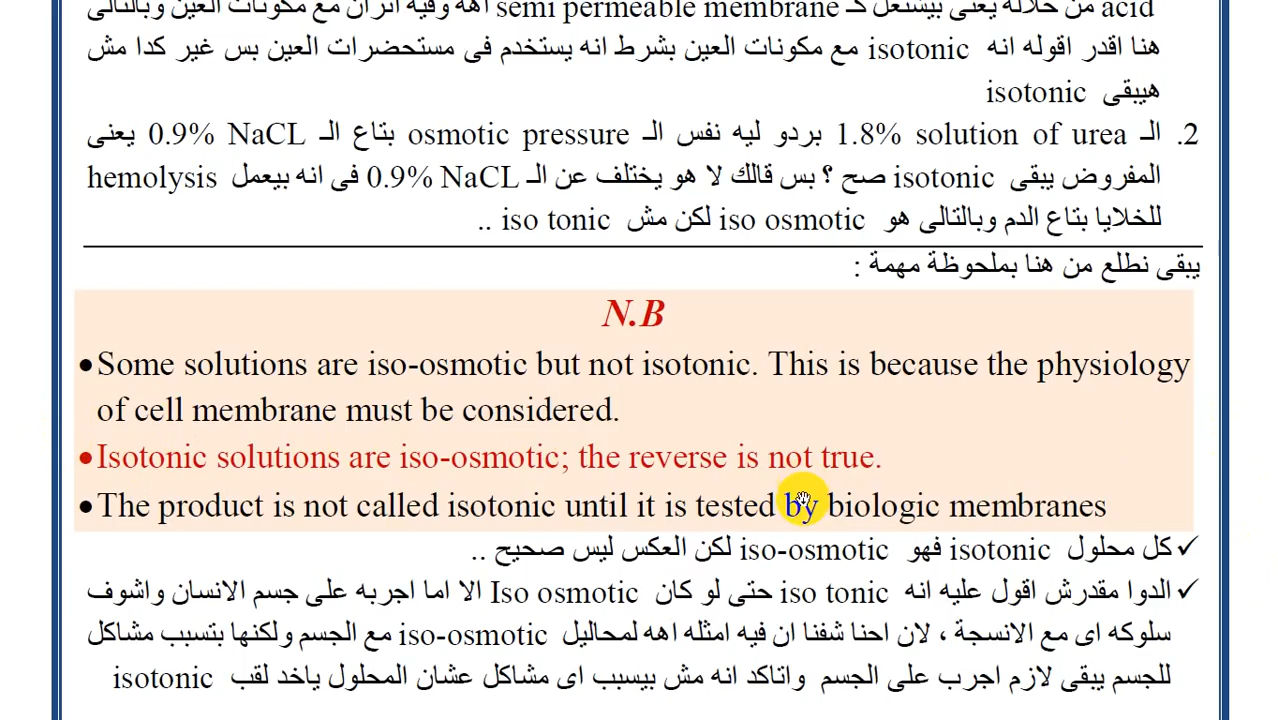 acid من خلاله يعنى بيشتغل كـ semi permeable membrane اهه وفيه اتزان مع مكونات العين وبالتالى
هنا اقدر اقوله انه isotonic مع مكونات العين بشرط انه يستخدم فى مستحضرات العين بس غير كدا مش
هيبقى isotonic
2. الـ 1.8% solution of urea بردو ليه نفس الـ osmotic pressure بتاع الـ 0.9% NaCL يعنى
المفروض يبقى isotonic صح ؟ بس قالك لا هو يختلف عن الـ 0.9% NaCL فى انه بيعمل hemolysis
للخلايا بتاع الدم وبالتالى هو iso osmotic لكن مش iso tonic ..
يبقى نطلع من هنا بملحوظة مهمة :
N.B
• Some solutions are iso-osmotic but not isotonic. This is because the physiology
of cell membrane must be considered.
• Isotonic solutions are iso-osmotic; the reverse is not true.
• The product is not called isotonic until it is tested by biologic membranes
✓ كل محلول isotonic فهو iso-osmotic لكن العكس ليس صحيح ..
✓ الدوا مقدرش اقول عليه انه iso tonic حتى لو كان Iso osmotic الا اما اجربه على جسم الانسان واشوف
سلوكه اى مع الانسجة ، لان احنا شفنا ان فيه امثله اهه لمحاليل iso-osmotic مع الجسم ولكنها بتسبب مشاكل
للجسم يبقى لازم اجرب على الجسم واتاكد انه مش بيسبب اى مشاكل عشان المحلول ياخد لقب isotonic